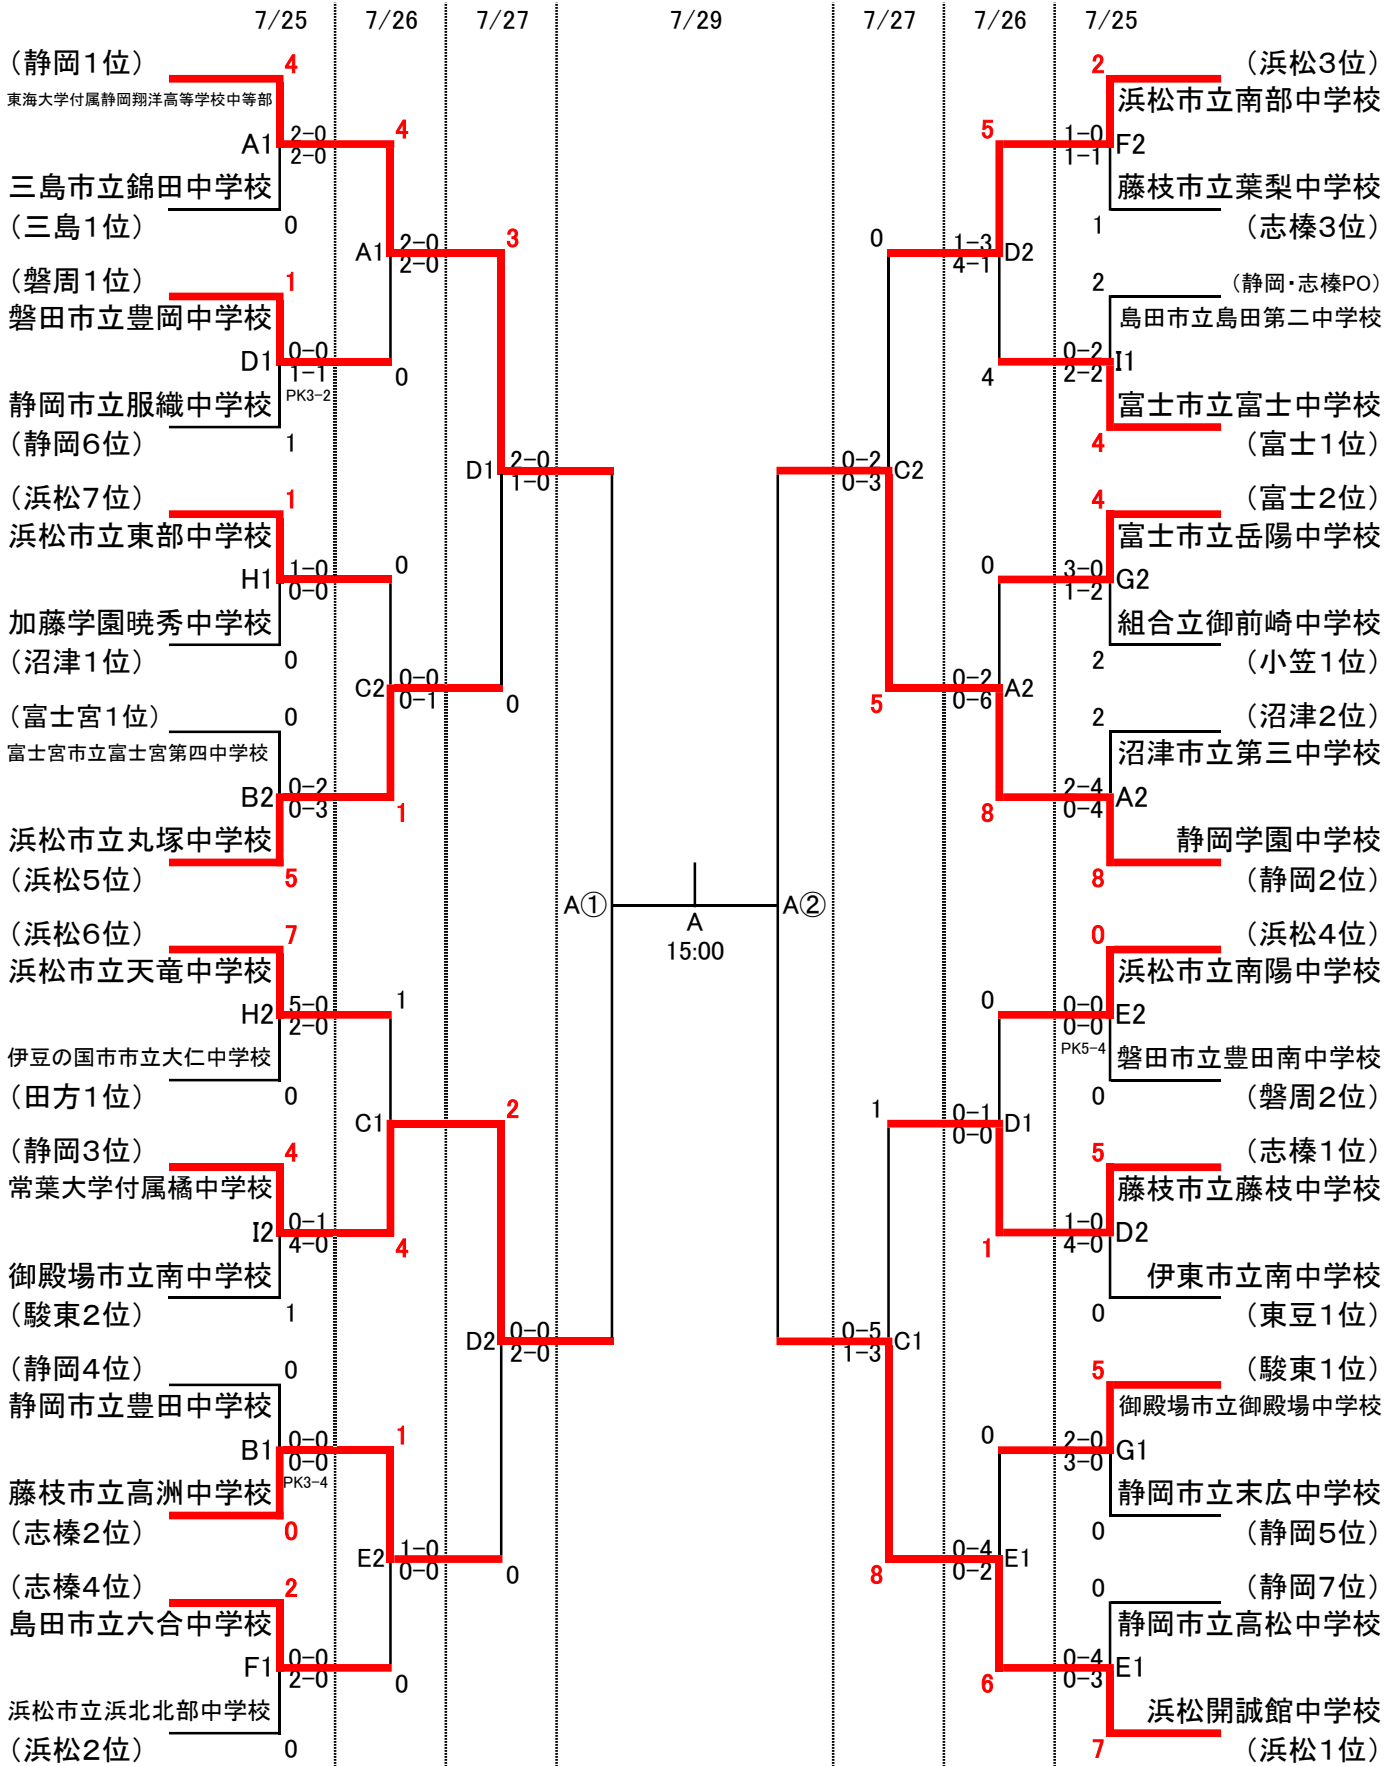 7/25 7/26 7/27 7/29 7/27 7/26 7/25
(静岡1位) 4
東海大学付属静岡翔洋高等学校中等部
A1 2-0
2-0
4
三島市立錦田中学校
(三島1位) 0
A1 2-0
2-0
3
(磐周1位) 1
磐田市立豊岡中学校
D1 0-0
1-1
PK3-2
0
静岡市立服織中学校
(静岡6位) 1
D1 2-0
1-0
(浜松7位) 1
浜松市立東部中学校
H1 1-0
0-0
0
加藤学園暁秀中学校
(沼津1位) 0
C2 0-0
0-1
0
(富士宮1位) 0
富士宮市立富士宮第四中学校
B2 0-2
0-3
1
浜松市立丸塚中学校
(浜松5位) 5
A①
(浜松6位) 7
浜松市立天竜中学校
H2 5-0
2-0
1
伊豆の国市市立大仁中学校
(田方1位) 0
C1
2
(静岡3位) 4
常葉大学付属橘中学校
I2 0-1
4-0
4
御殿場市立南中学校
(駿東2位) 1
D2 0-0
2-0
(静岡4位) 0
静岡市立豊田中学校
B1 0-0
0-0
PK3-4
1
藤枝市立高洲中学校
(志榛2位) 0
E2 1-0
0-0
0
(志榛4位) 2
島田市立六合中学校
F1 0-0
2-0
0
浜松市立浜北北部中学校
(浜松2位) 0
A
15:00
2 (浜松3位)
浜松市立南部中学校
5
1-0
1-1 F2
藤枝市立葉梨中学校
1 (志榛3位)
0
1-3
4-1 D2
2 (静岡・志榛PO)
島田市立島田第二中学校
4
0-2
2-2 I1
富士市立富士中学校
4 (富士1位)
0-2
0-3 C2
4 (富士2位)
富士市立岳陽中学校
0
3-0
1-2 G2
組合立御前崎中学校
2 (小笠1位)
5
0-2
0-6 A2
2 (沼津2位)
沼津市立第三中学校
8
2-4
0-4 A2
静岡学園中学校
8 (静岡2位)
A②
0 (浜松4位)
浜松市立南陽中学校
0
0-0
0-0 E2
PK5-4
磐田市立豊田南中学校
0 (磐周2位)
1
0-1
0-0 D1
5 (志榛1位)
藤枝市立藤枝中学校
1
1-0
4-0 D2
伊東市立南中学校
0 (東豆1位)
0-5
1-3 C1
5 (駿東1位)
御殿場市立御殿場中学校
0
2-0
3-0 G1
静岡市立末広中学校
0 (静岡5位)
8
0-4
0-2 E1
0 (静岡7位)
静岡市立高松中学校
6
0-4
0-3 E1
浜松開誠館中学校
7 (浜松1位)